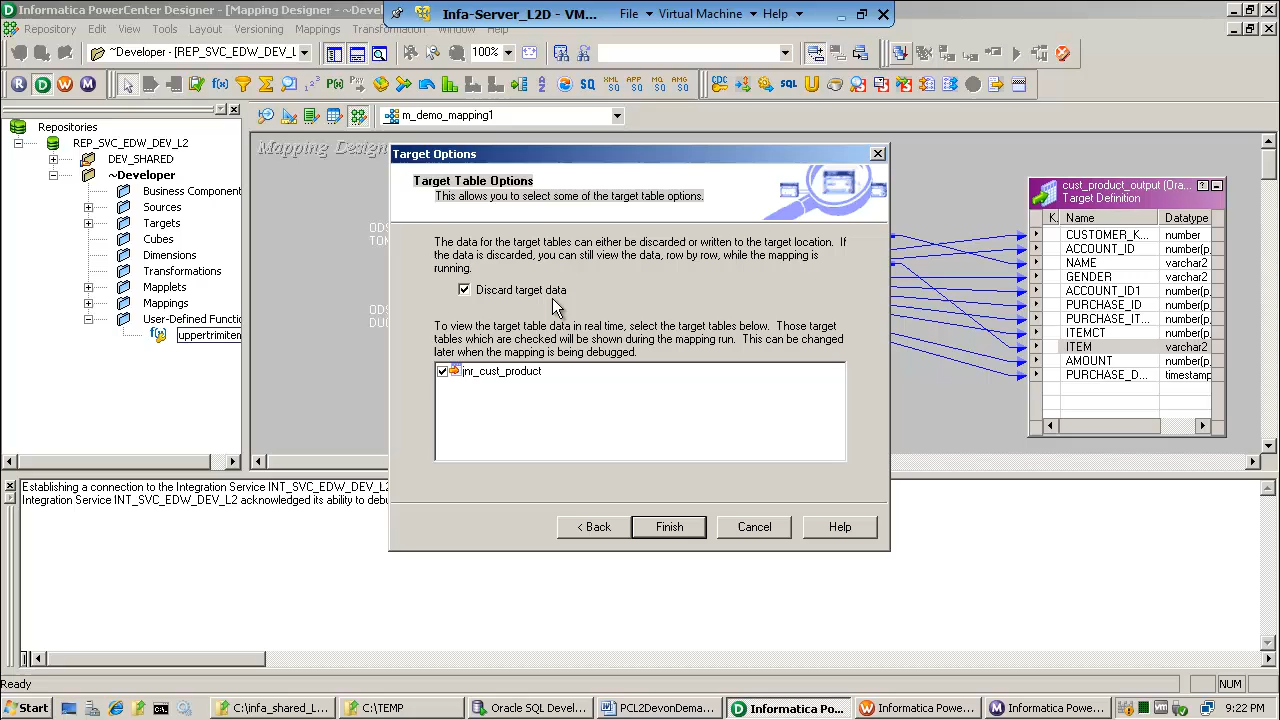 Informatica PowerCenter Designer - [Mapping Designer - ~Deve
Infa-Server_L2D - VM...
File
Virtual Machine
Help
Repository Edit View Tools Layout Versioning Mappings Transformation Window Help
~Developer - [REP_SVC_EDW_DEV_L
100%
m_demo_mapping1
Repositories
REP_SVC_EDW_DEV_L2
DEV_SHARED
~Developer
Business Component
Sources
Targets
Cubes
Dimensions
Transformations
Mapplets
Mappings
User-Defined Functi
uppertrimiten
Mapping Design
ODS
TOM
ODS
DUC
Target Options
Target Table Options
This allows you to select some of the target table options.
The data for the target tables can either be discarded or written to the target location. If
the data is discarded, you can still view the data, row by row, while the mapping is
running.
Discard target data
To view the target table data in real time, select the target tables below. Those target
tables which are checked will be shown during the mapping run. This can be changed
later when the mapping is being debugged.
jnr_cust_product
< Back
Finish
Cancel
Help
cust_product_output (Ora...
Target Definition
K. Name Datatype
CUSTOMER_K... number
ACCOUNT_ID number(p,
NAME varchar2
GENDER varchar2
ACCOUNT_ID1 number(p,
PURCHASE_ID number(p,
PURCHASE_IT... number(p,
ITEMCT number(p,
ITEM varchar2
AMOUNT number(p,
PURCHASE_D... timestamp
Establishing a connection to the Integration Service INT_SVC_EDW_DEV_L2
Integration Service INT_SVC_EDW_DEV_L2 acknowledged its ability to debu
Ready
NUM
Start
C:\infa_shared_L...
C:\TEMP
Oracle SQL Devel...
PCL2DevonDema...
Informatica Po...
Informatica Powe...
Informatica Powe...
9:22 PM